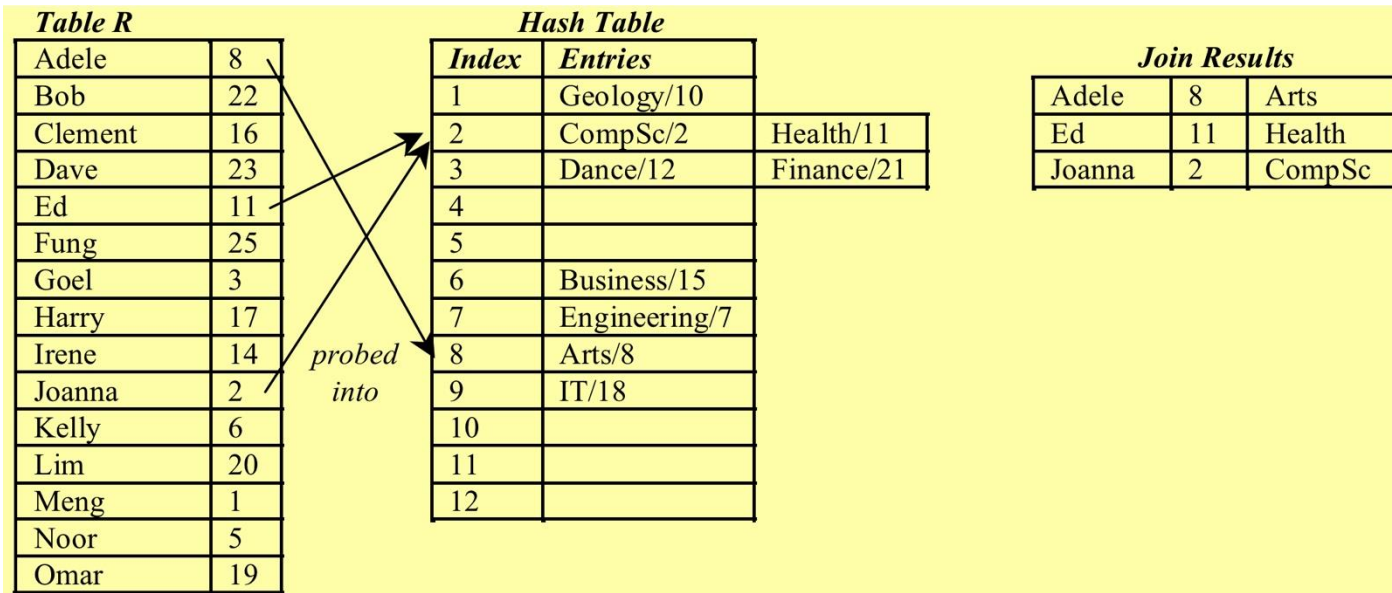 Table R
Adele 8
Bob 22
Clement 16
Dave 23
Ed 11
Fung 25
Goel 3
Harry 17
Irene 14
Joanna 2
Kelly 6
Lim 20
Meng 1
Noor 5
Omar 19
probed
into
Hash Table
Index Entries
1 Geology/10
2 CompSc/2 Health/11
3 Dance/12 Finance/21
4
5
6 Business/15
7 Engineering/7
8 Arts/8
9 IT/18
10
11
12
Join Results
Adele 8 Arts
Ed 11 Health
Joanna 2 CompSc